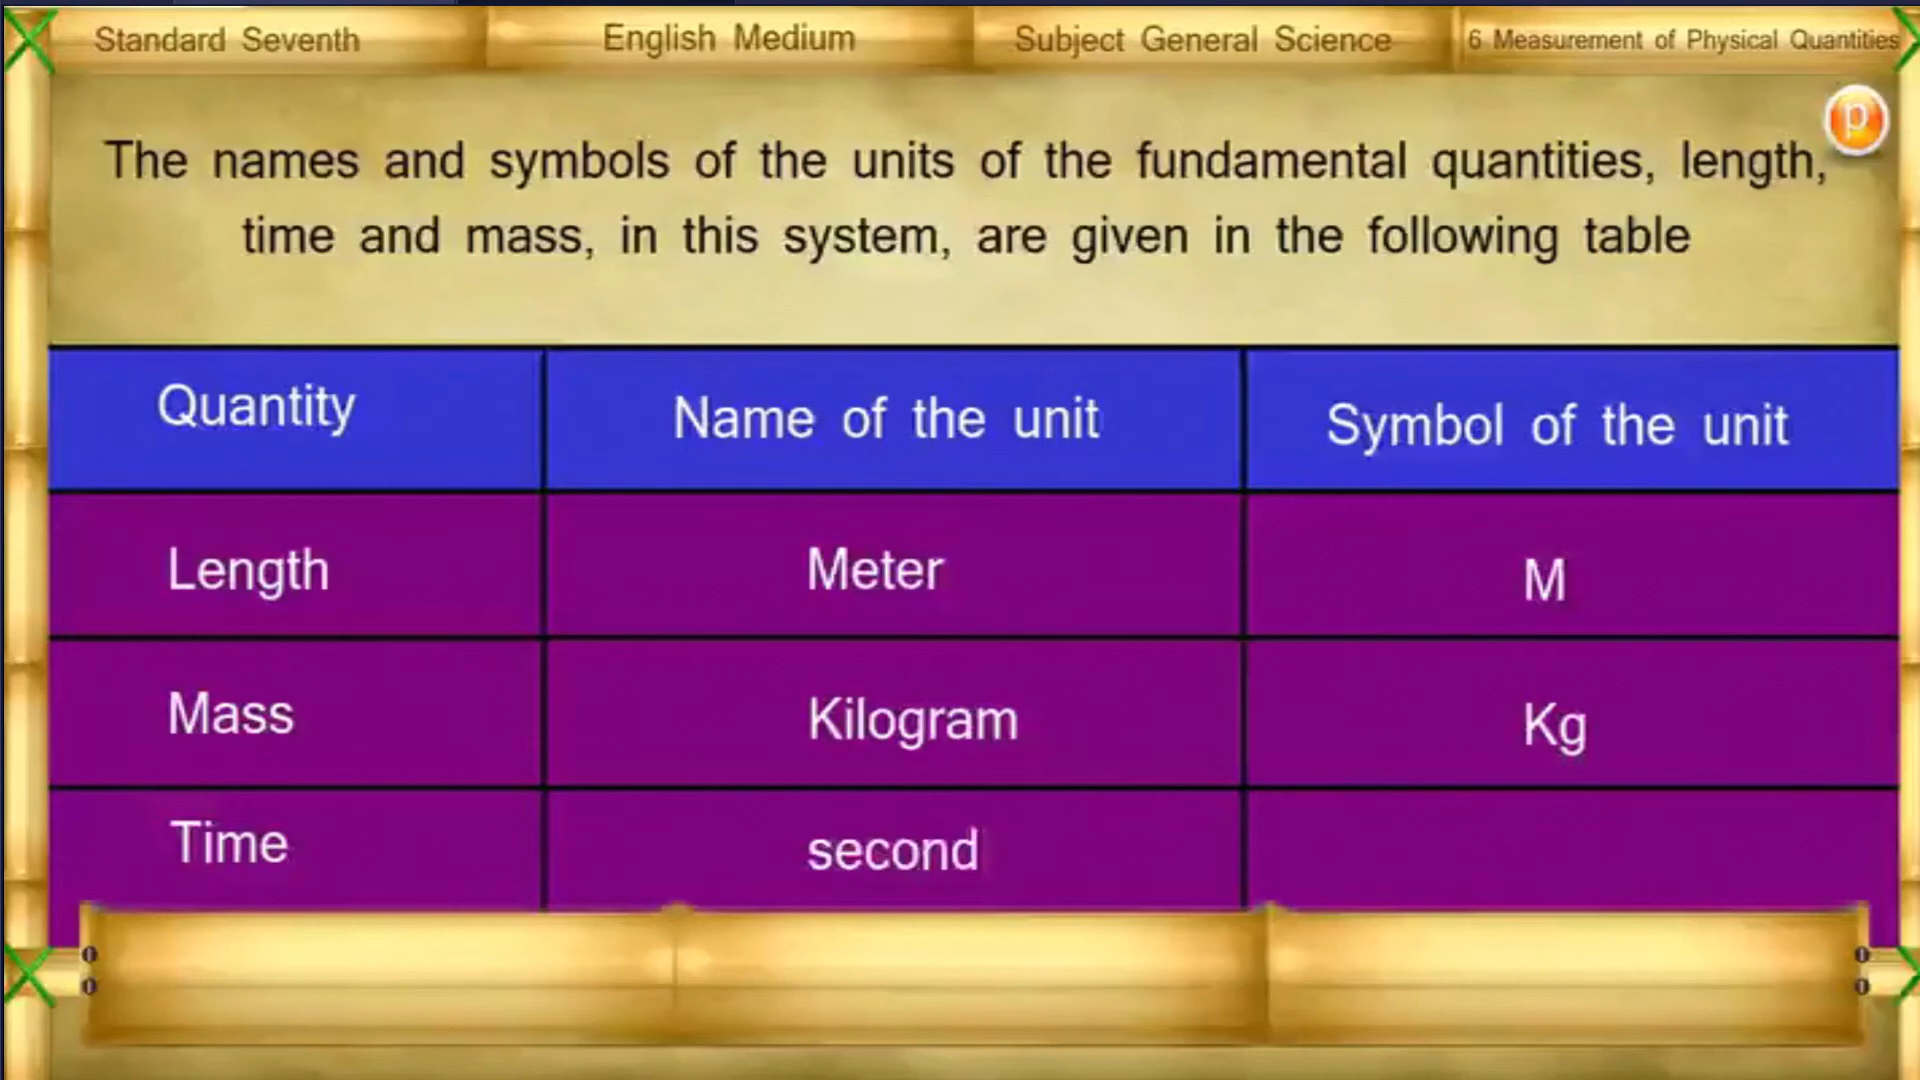 Standard Seventh
English Medium
Subject General Science
6 Measurement of Physical Quantities
p
The names and symbols of the units of the fundamental quantities, length,
time and mass, in this system, are given in the following table
Quantity
Name of the unit
Symbol of the unit
Length
Meter
M
Mass
Kilogram
Kg
Time
second